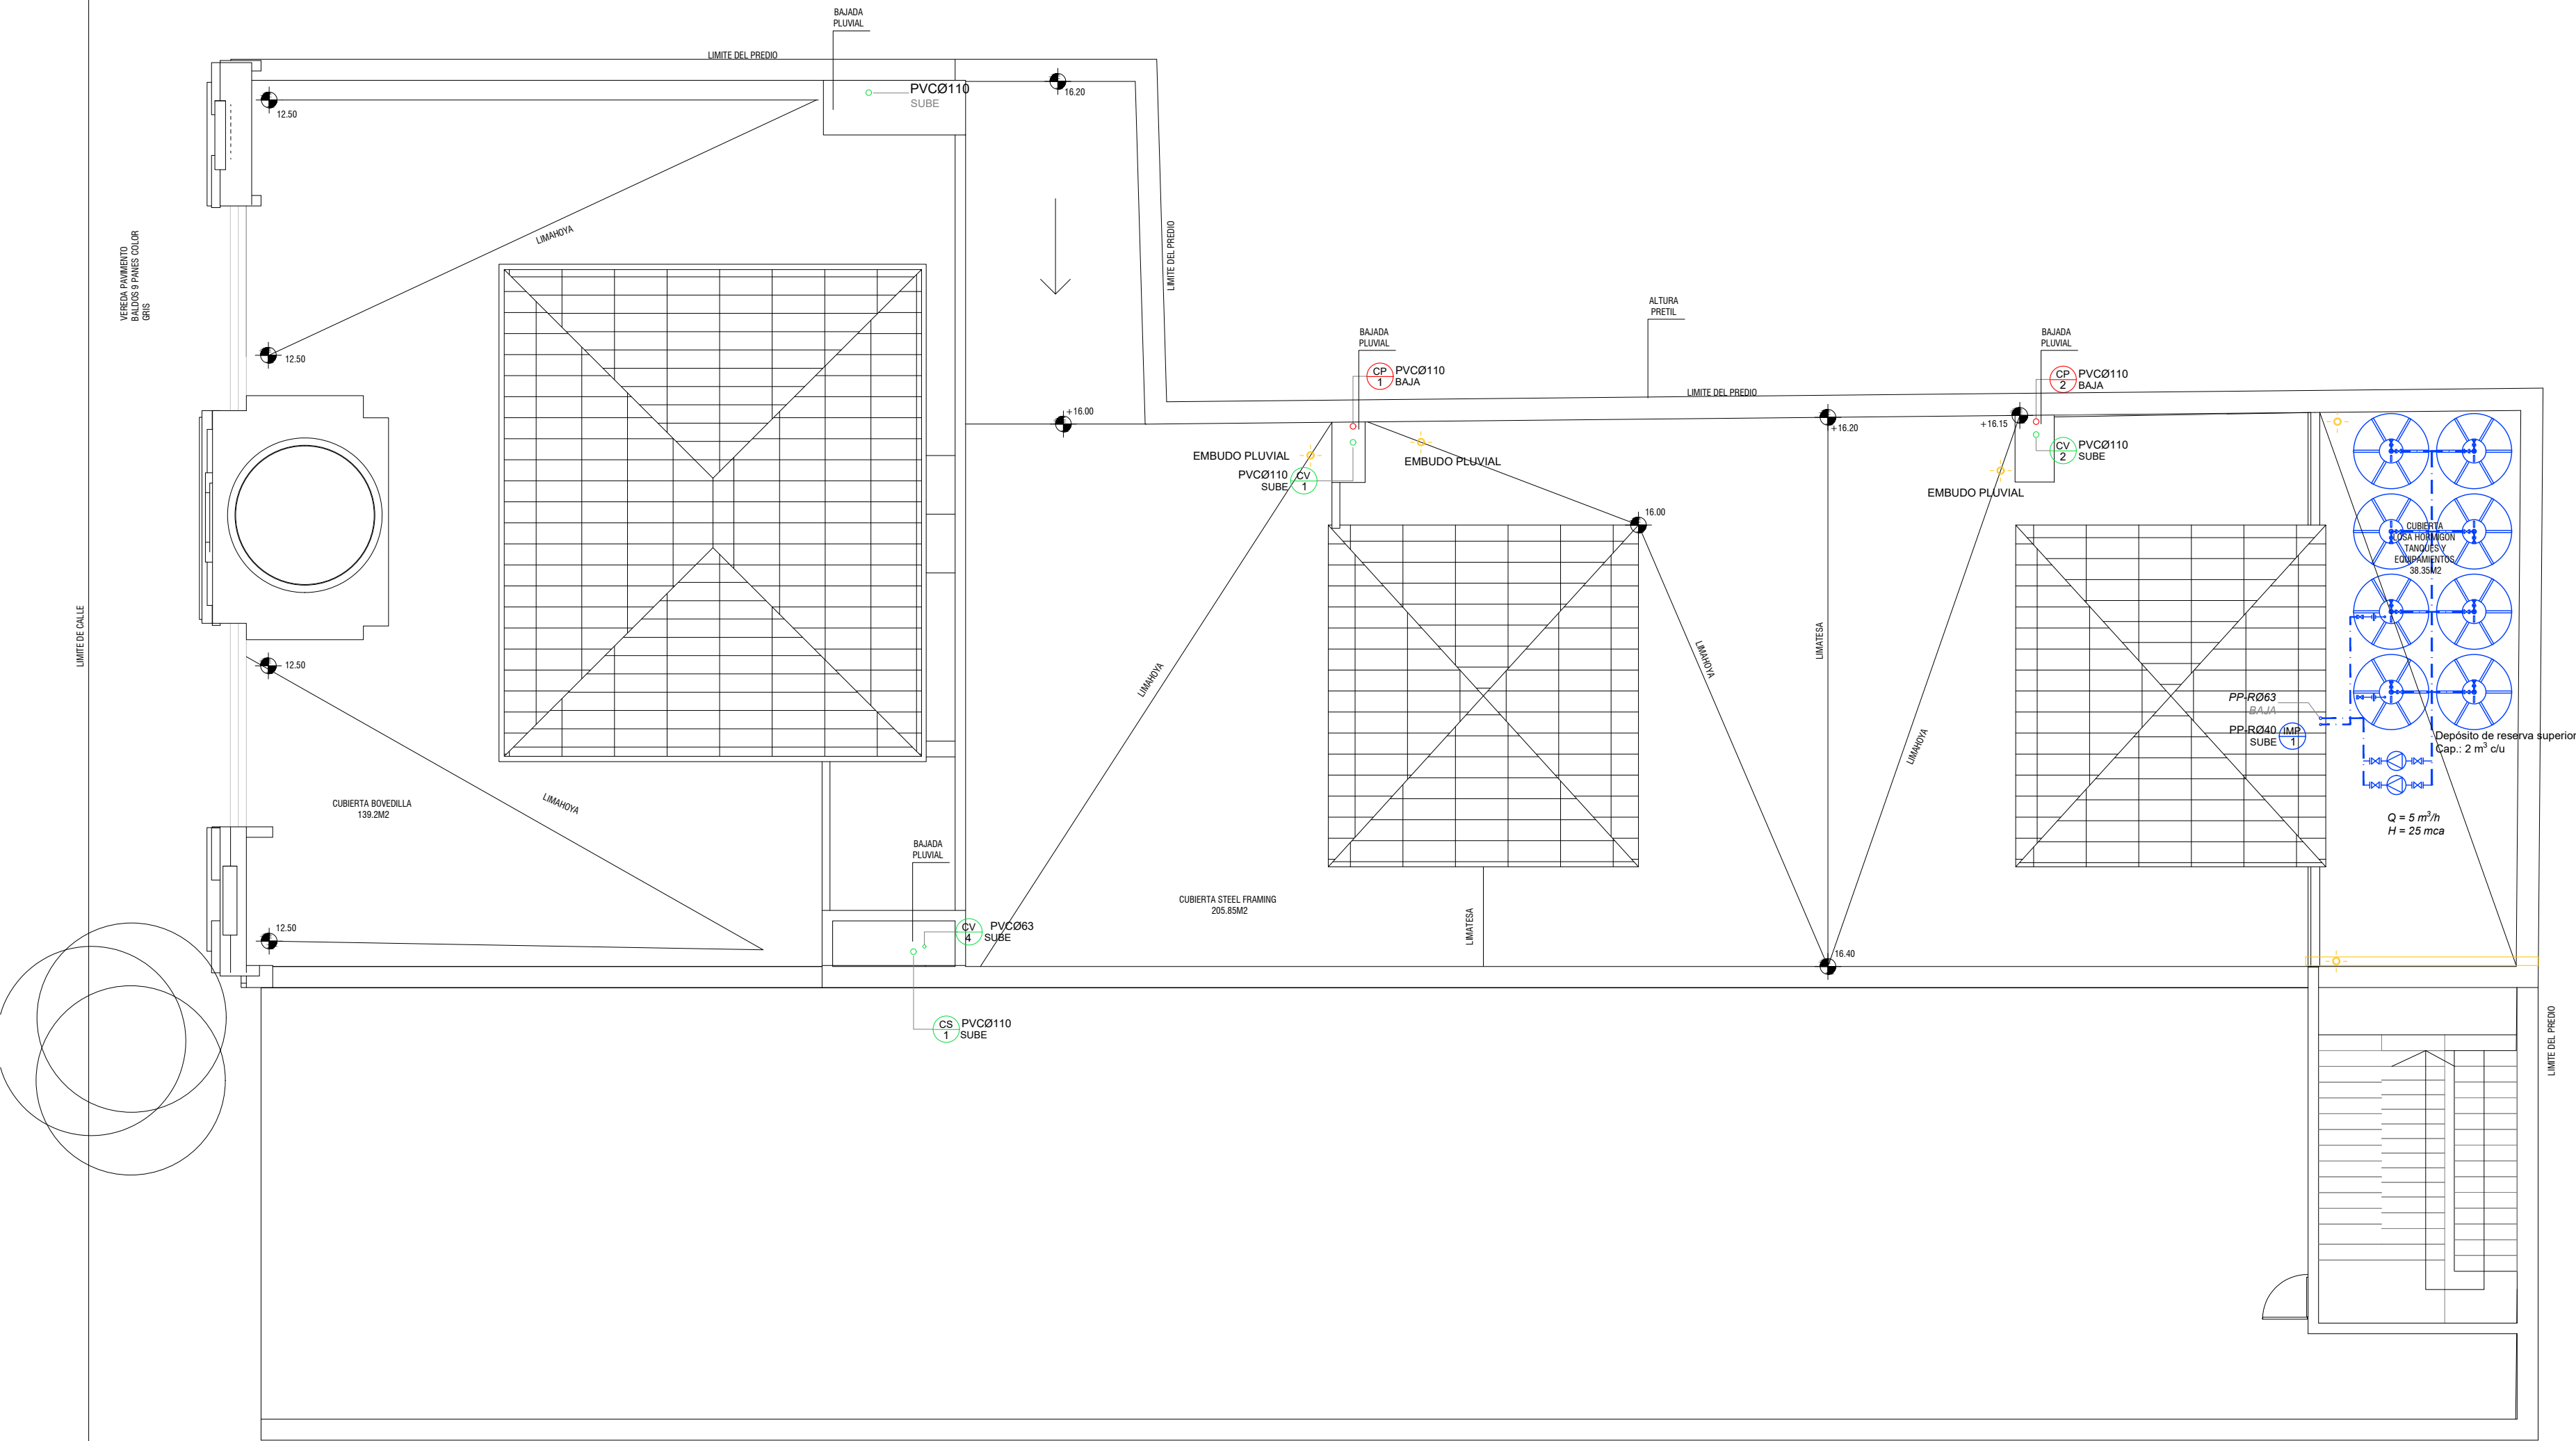 BAJADA
PLUVIAL
LIMITE DEL PREDIO
PVCØ110
SUBE
16.20
12.50
LIMAHOYA
LIMITE DEL PREDIO
VEREDA PAVIMENTO
BALDOS 9 PANES COLOR
GRIS
12.50
ALTURA
PRETIL
BAJADA
PLUVIAL
BAJADA
PLUVIAL
CP
1
PVCØ110
BAJA
CP
2
PVCØ110
BAJA
LIMITE DEL PREDIO
+16.00
+16.20
+16.15
EMBUDO PLUVIAL
EMBUDO PLUVIAL
PVCØ110
SUBE
CV
1
CV
2
PVCØ110
SUBE
EMBUDO PLUVIAL
16.00
CUBIERTA
LOSA HORMIGON
TANQUES Y
EQUIPAMIENTOS
38.35M2
LIMITE DE CALLE
12.50
LIMAHOYA
LIMAHOYA
LIMATESA
LIMAHOYA
PP-RØ63
BAJA
PP-RØ40
SUBE
IMP
1
Depósito de reserva superior
Cap.: 2 m³ c/u
Q = 5 m³/h
H = 25 mca
CUBIERTA BOVEDILLA
139.2M2
LIMAHOYA
BAJADA
PLUVIAL
CUBIERTA STEEL FRAMING
205.85M2
LIMATESA
12.50
CV
4
PVCØ63
SUBE
16.40
CS
1
PVCØ110
SUBE
LIMITE DEL PREDIO